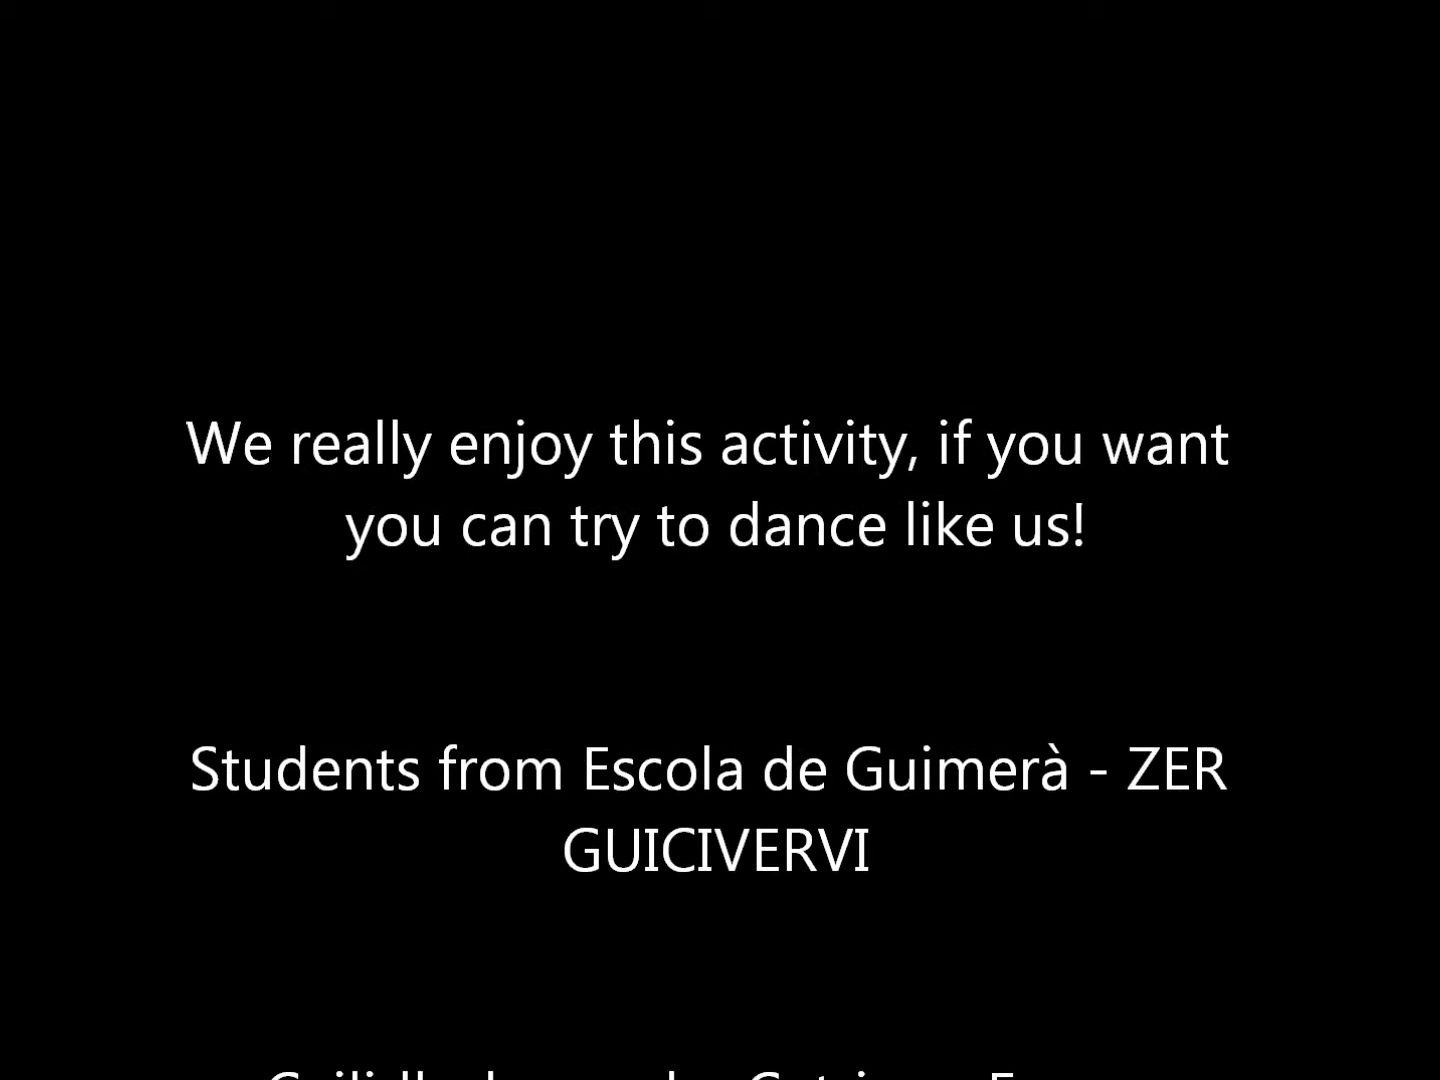 We really enjoy this activity, if you want
you can try to dance like us!
Students from Escola de Guimerà - ZER
GUICIVERVI